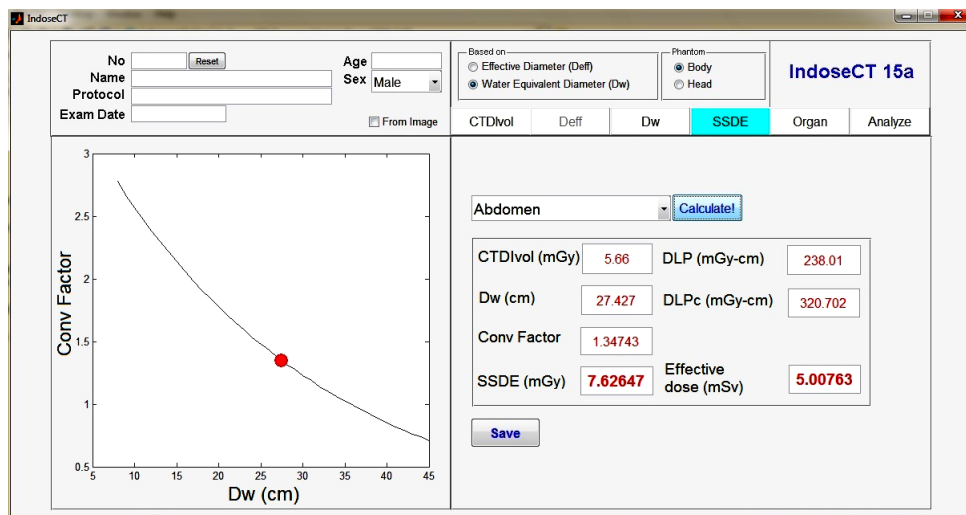 IndoseCT
No Reset Age
Name Sex Male
Protocol
Exam Date
From Image
Based on
Effective Diameter (Deff)
Water Equivalent Diameter (Dw)
Phantom
Body
Head
IndoseCT 15a
CTDIvol Deff Dw SSDE Organ Analyze
3
2.5
2
1.5
1
0.5
5 10 15 20 25 30 35 40 45
Conv Factor
Dw (cm)
Abdomen Calculate!
CTDIvol (mGy) 5.66 DLP (mGy-cm) 238.01
Dw (cm) 27.427 DLPc (mGy-cm) 320.702
Conv Factor 1.34743
SSDE (mGy) 7.62647 Effective dose (mSv) 5.00763
Save